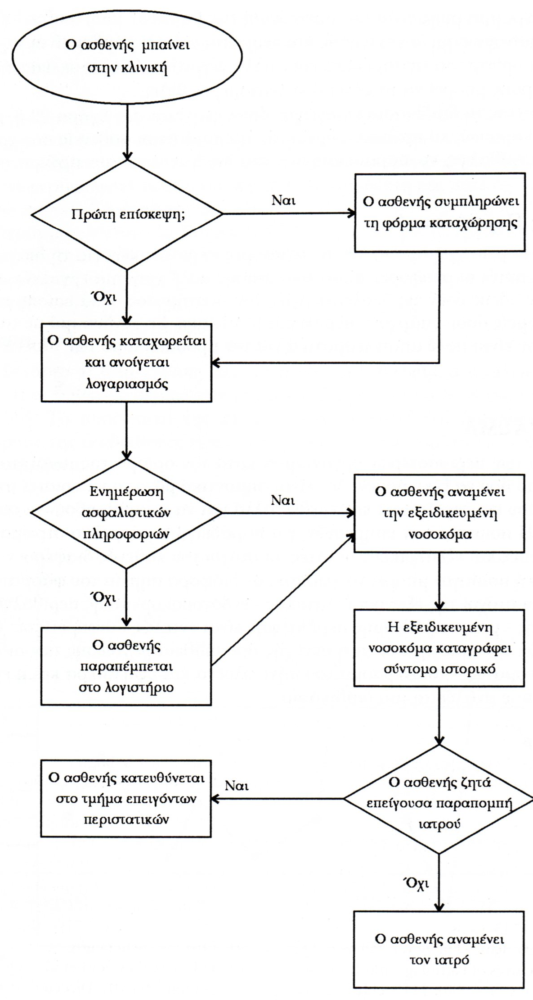 Ο ασθενής μπαίνει
στην κλινική
Πρώτη επίσκεψη;
Ναι
Ο ασθενής συμπληρώνει
τη φόρμα καταχώρησης
Όχι
Ο ασθενής καταχωρείται
και ανοίγεται
λογαριασμός
Ενημέρωση
ασφαλιστικών
πληροφοριών
Ναι
Ο ασθενής αναμένει
την εξειδικευμένη
νοσοκόμα
Όχι
Ο ασθενής
παραπέμπεται
στο λογιστήριο
Η εξειδικευμένη
νοσοκόμα καταγράφει
σύντομο ιστορικό
Ο ασθενής ζητά
επείγουσα παραπομπή
ιατρού
Ναι
Ο ασθενής κατευθύνεται
στο τμήμα επειγόντων
περιστατικών
Όχι
Ο ασθενής αναμένει
τον ιατρό